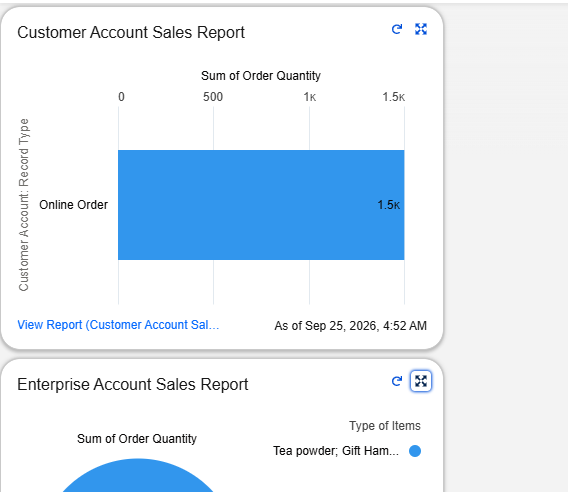 Customer Account Sales Report
Sum of Order Quantity
0 500 1K 1.5K
Customer Account: Record Type
Online Order
1.5K
View Report (Customer Account Sal...
As of Sep 25, 2026, 4:52 AM
Enterprise Account Sales Report
Type of Items
Sum of Order Quantity
Tea powder; Gift Ham...